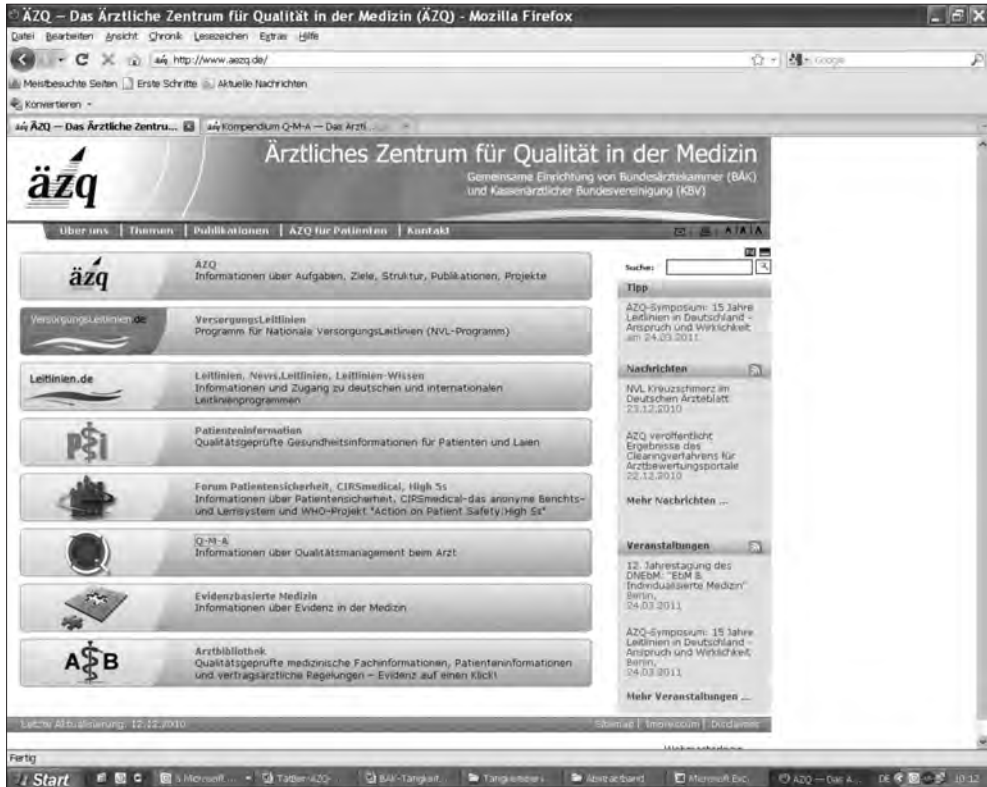 ÄZQ — Das Ärztliche Zentrum für Qualität in der Medizin (ÄZQ) - Mozilla Firefox
Datei Bearbeiten Ansicht Chronik Lesezeichen Extras Hilfe
http://www.aezq.de/
Google
Meistbesuchte Seiten Erste Schritte Aktuelle Nachrichten
Konvertieren
ÄZQ — Das Ärztliche Zentru... Kompendium Q-M-A — Das Ärztl...
Ärztliches Zentrum für Qualität in der Medizin
äzq
Gemeinsame Einrichtung von Bundesärztekammer (BÄK)
und Kassenärztlicher Bundesvereinigung (KBV)
Über uns | Themen | Publikationen | ÄZQ für Patienten | Kontakt
A | A | A
äzq
ÄZQ
Informationen über Aufgaben, Ziele, Struktur, Publikationen, Projekte
VersorgungsLeitlinien.de
VersorgungsLeitlinien
Programm für Nationale VersorgungsLeitlinien (NVL-Programm)
Leitlinien.de
Leitlinien, News,Leitlinien, Leitlinien-Wissen
Informationen und Zugang zu deutschen und internationalen
Leitlinienprogrammen
Patienteninformation
Qualitätsgeprüfte Gesundheitsinformationen für Patienten und Laien
Forum Patientensicherheit, CIRSmedical, High 5s
Informationen über Patientensicherheit, CIRSmedical-das anonyme Berichts-
und Lernsystem und WHO-Projekt "Action on Patient Safety:High 5s"
Q-M-A
Informationen über Qualitätsmanagement beim Arzt
Evidenzbasierte Medizin
Informationen über Evidenz in der Medizin
A B
Arztbibliothek
Qualitätsgeprüfte medizinische Fachinformationen, Patienteninformationen
und vertragsärztliche Regelungen – Evidenz auf einen Klick!
Suche:
Tipp
ÄZQ-Symposium: 15 Jahre
Leitlinien in Deutschland -
Anspruch und Wirklichkeit
am 24.03.2011
Nachrichten
NVL Kreuzschmerz im
Deutschen Ärzteblatt
23.12.2010
ÄZQ veröffentlicht
Ergebnisse des
Clearingverfahrens für
Arztbewertungsportale
22.12.2010
Mehr Nachrichten ...
Veranstaltungen
12. Jahrestagung des
DNEbM: "EbM &
Individualisierte Medizin"
Berlin,
24.03.2011
ÄZQ-Symposium: 15 Jahre
Leitlinien in Deutschland -
Anspruch und Wirklichkeit
Berlin,
24.03.2011
Mehr Veranstaltungen ...
Letzte Aktualisierung: 12.12.2010
Sitemap | Impressum | Disclaimer
Fertig
Start
Microsoft ...
Abstractband
Microsoft Exc...
ÄZQ — Das Ä...
DE
10:12